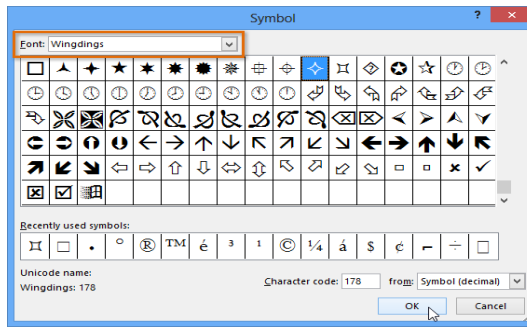 Symbol ? x
Font: Wingdings
Recently used symbols:
• ° ® TM é ³ ¹ © ¼ á $ ¢ ⌐ ÷ □
Unicode name:
Wingdings: 178 Character code: 178 from: Symbol (decimal)
OK Cancel